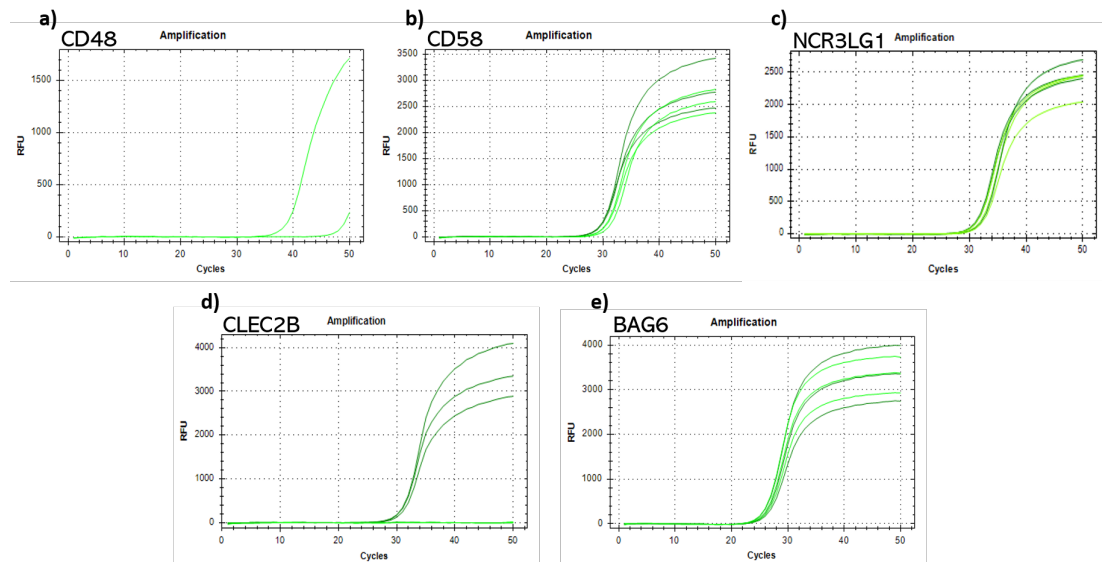 a) CD48 Amplification
1500
1000
500
0
RFU
0 10 20 30 40 50
Cycles
b) CD58 Amplification
3500
3000
2500
2000
1500
1000
500
0
RFU
0 10 20 30 40 50
Cycles
c) NCR3LG1 Amplification
2500
2000
1500
1000
500
0
RFU
0 10 20 30 40 50
Cycles
d) CLEC2B Amplification
4000
3000
2000
1000
0
RFU
0 10 20 30 40 50
Cycles
e) BAG6 Amplification
4000
3000
2000
1000
0
RFU
0 10 20 30 40 50
Cycles